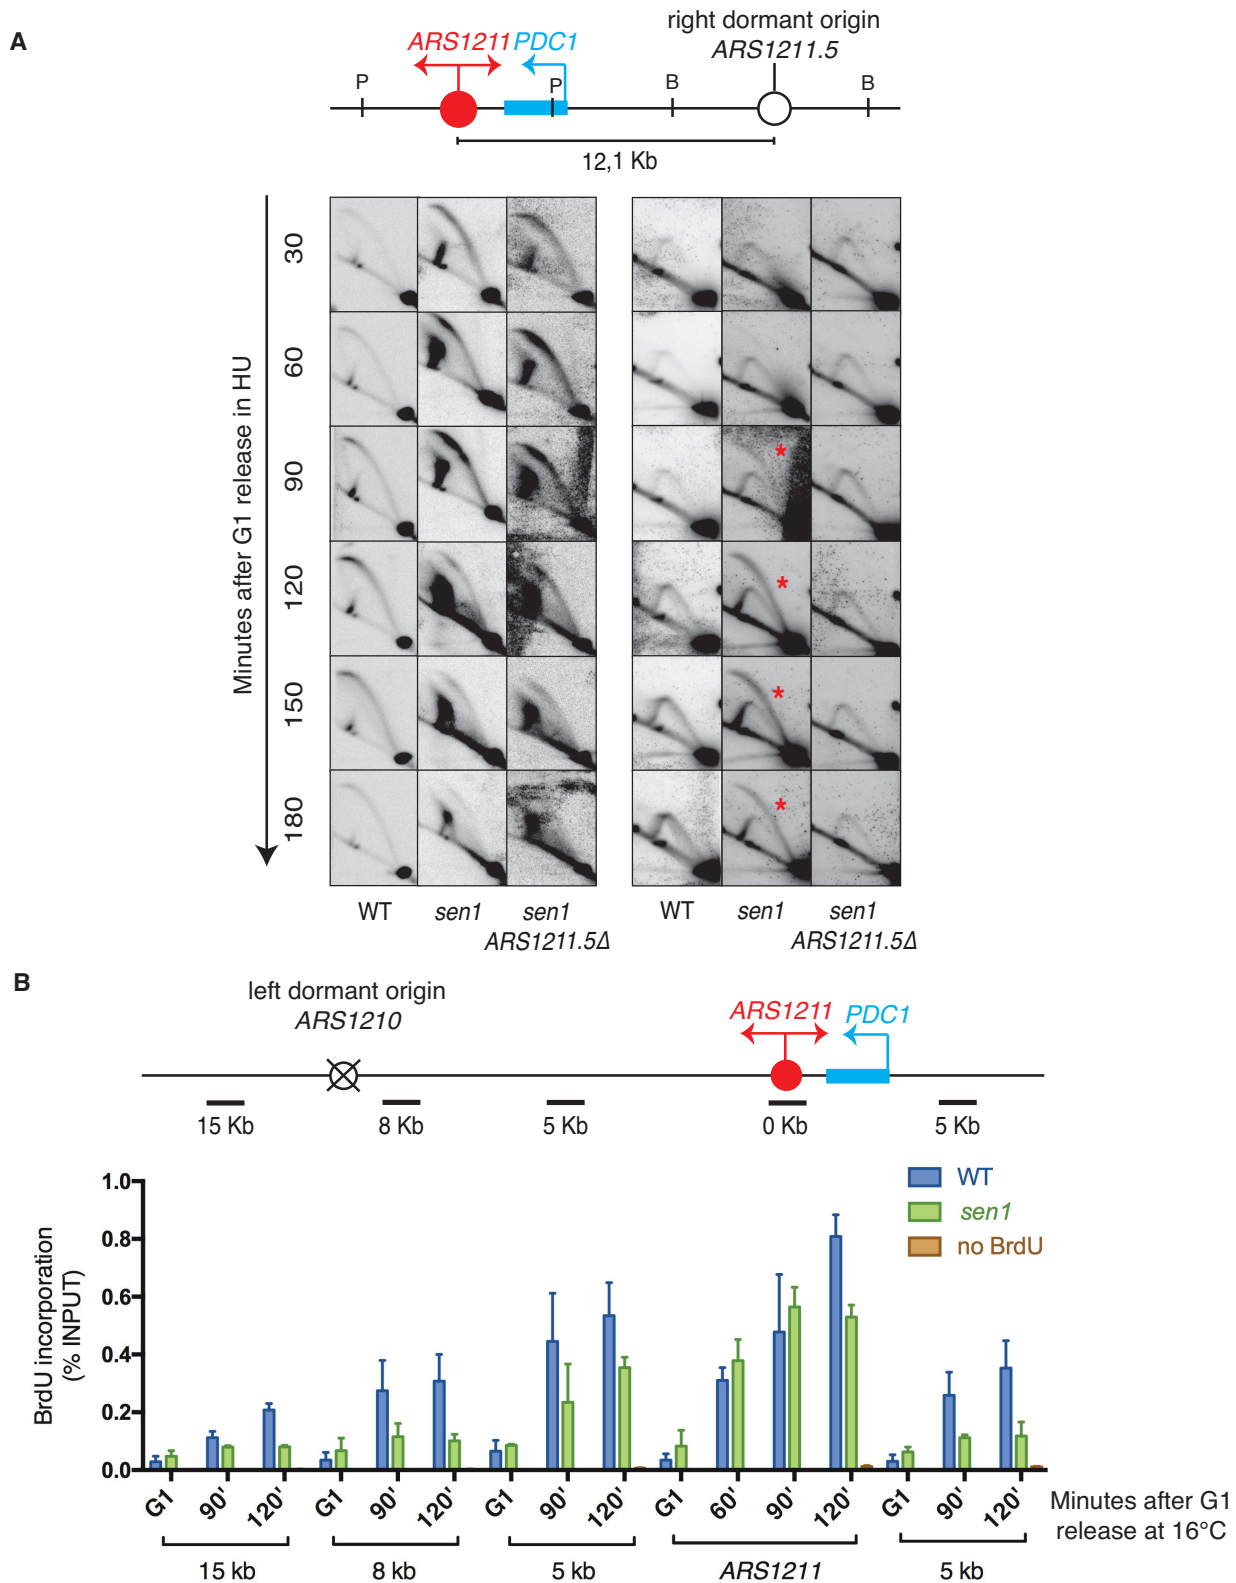 A
right dormant origin
ARS1211.5
ARS1211 PDC1
P
P
B
B
12,1 Kb
Minutes after G1 release in HU
30
60
90
120
150
180
*
*
*
*
WT
sen1
sen1
ARS1211.5Δ
WT
sen1
sen1
ARS1211.5Δ
B
left dormant origin
ARS1210
ARS1211
PDC1
15 Kb
8 Kb
5 Kb
0 Kb
5 Kb
WT
sen1
no BrdU
BrdU incorporation
(% INPUT)
1.0
0.8
0.6
0.4
0.2
0.0
G1 90' 120' G1 90' 120' G1 90' 120' G1 60' 90' 120' G1 90' 120'
Minutes after G1
release at 16°C
15 kb
8 kb
5 kb
ARS1211
5 kb